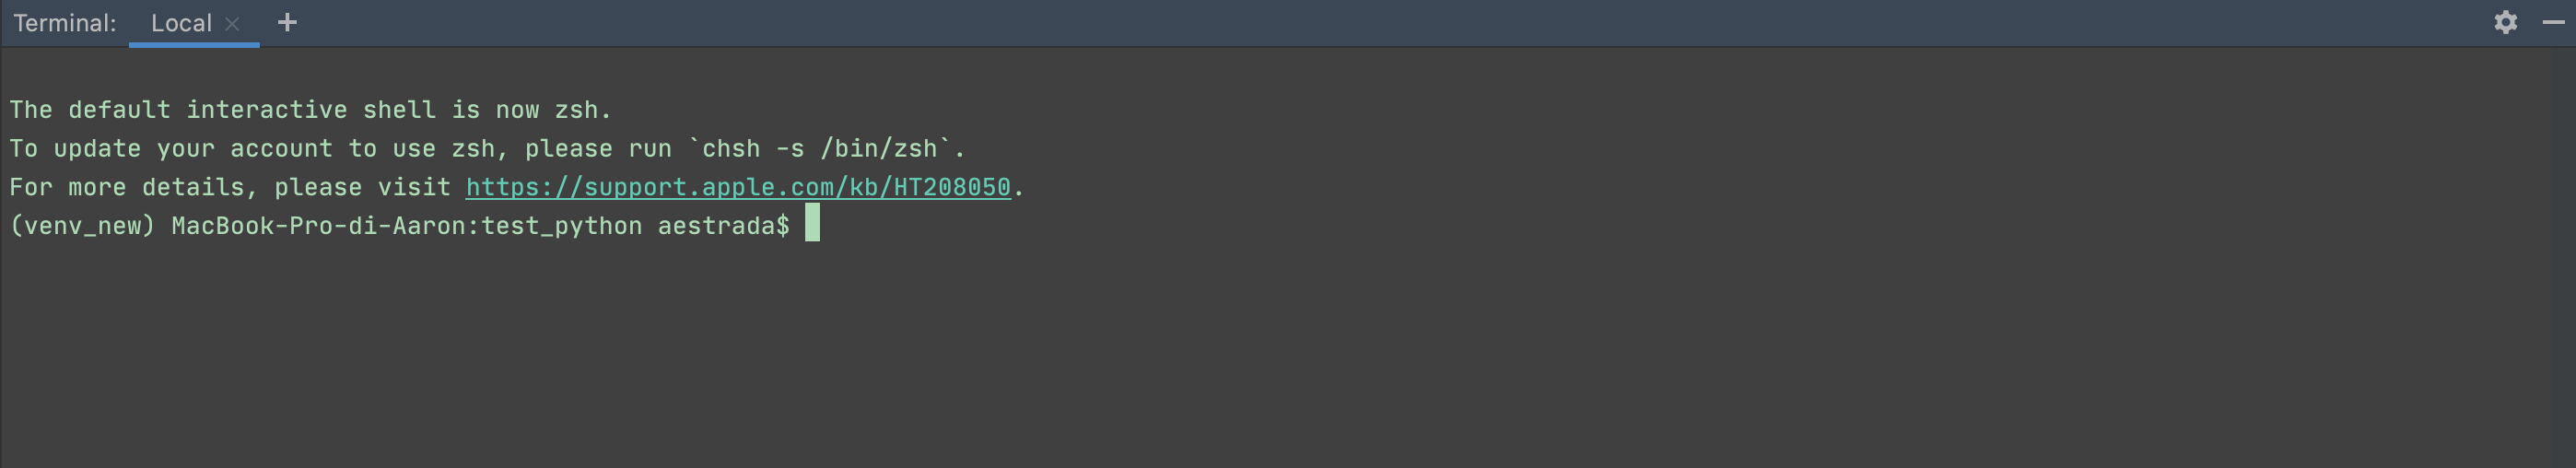 Terminal: Local × +
The default interactive shell is now zsh.
To update your account to use zsh, please run `chsh -s /bin/zsh`.
For more details, please visit https://support.apple.com/kb/HT208050.
(venv_new) MacBook-Pro-di-Aaron:test_python aestrada$